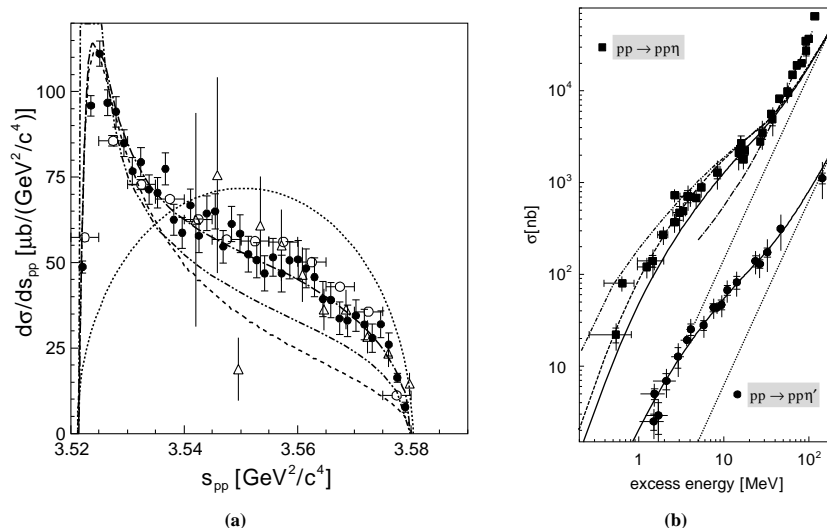 dσ/ds_pp [μb/(GeV²/c⁴)]
100
75
50
25
0
3.52
3.54
3.56
3.58
s_pp [GeV²/c⁴]
(a)
σ[nb]
10⁴
10³
10²
10
pp → ppη
pp → ppη′
1
10
10²
excess energy [MeV]
(b)